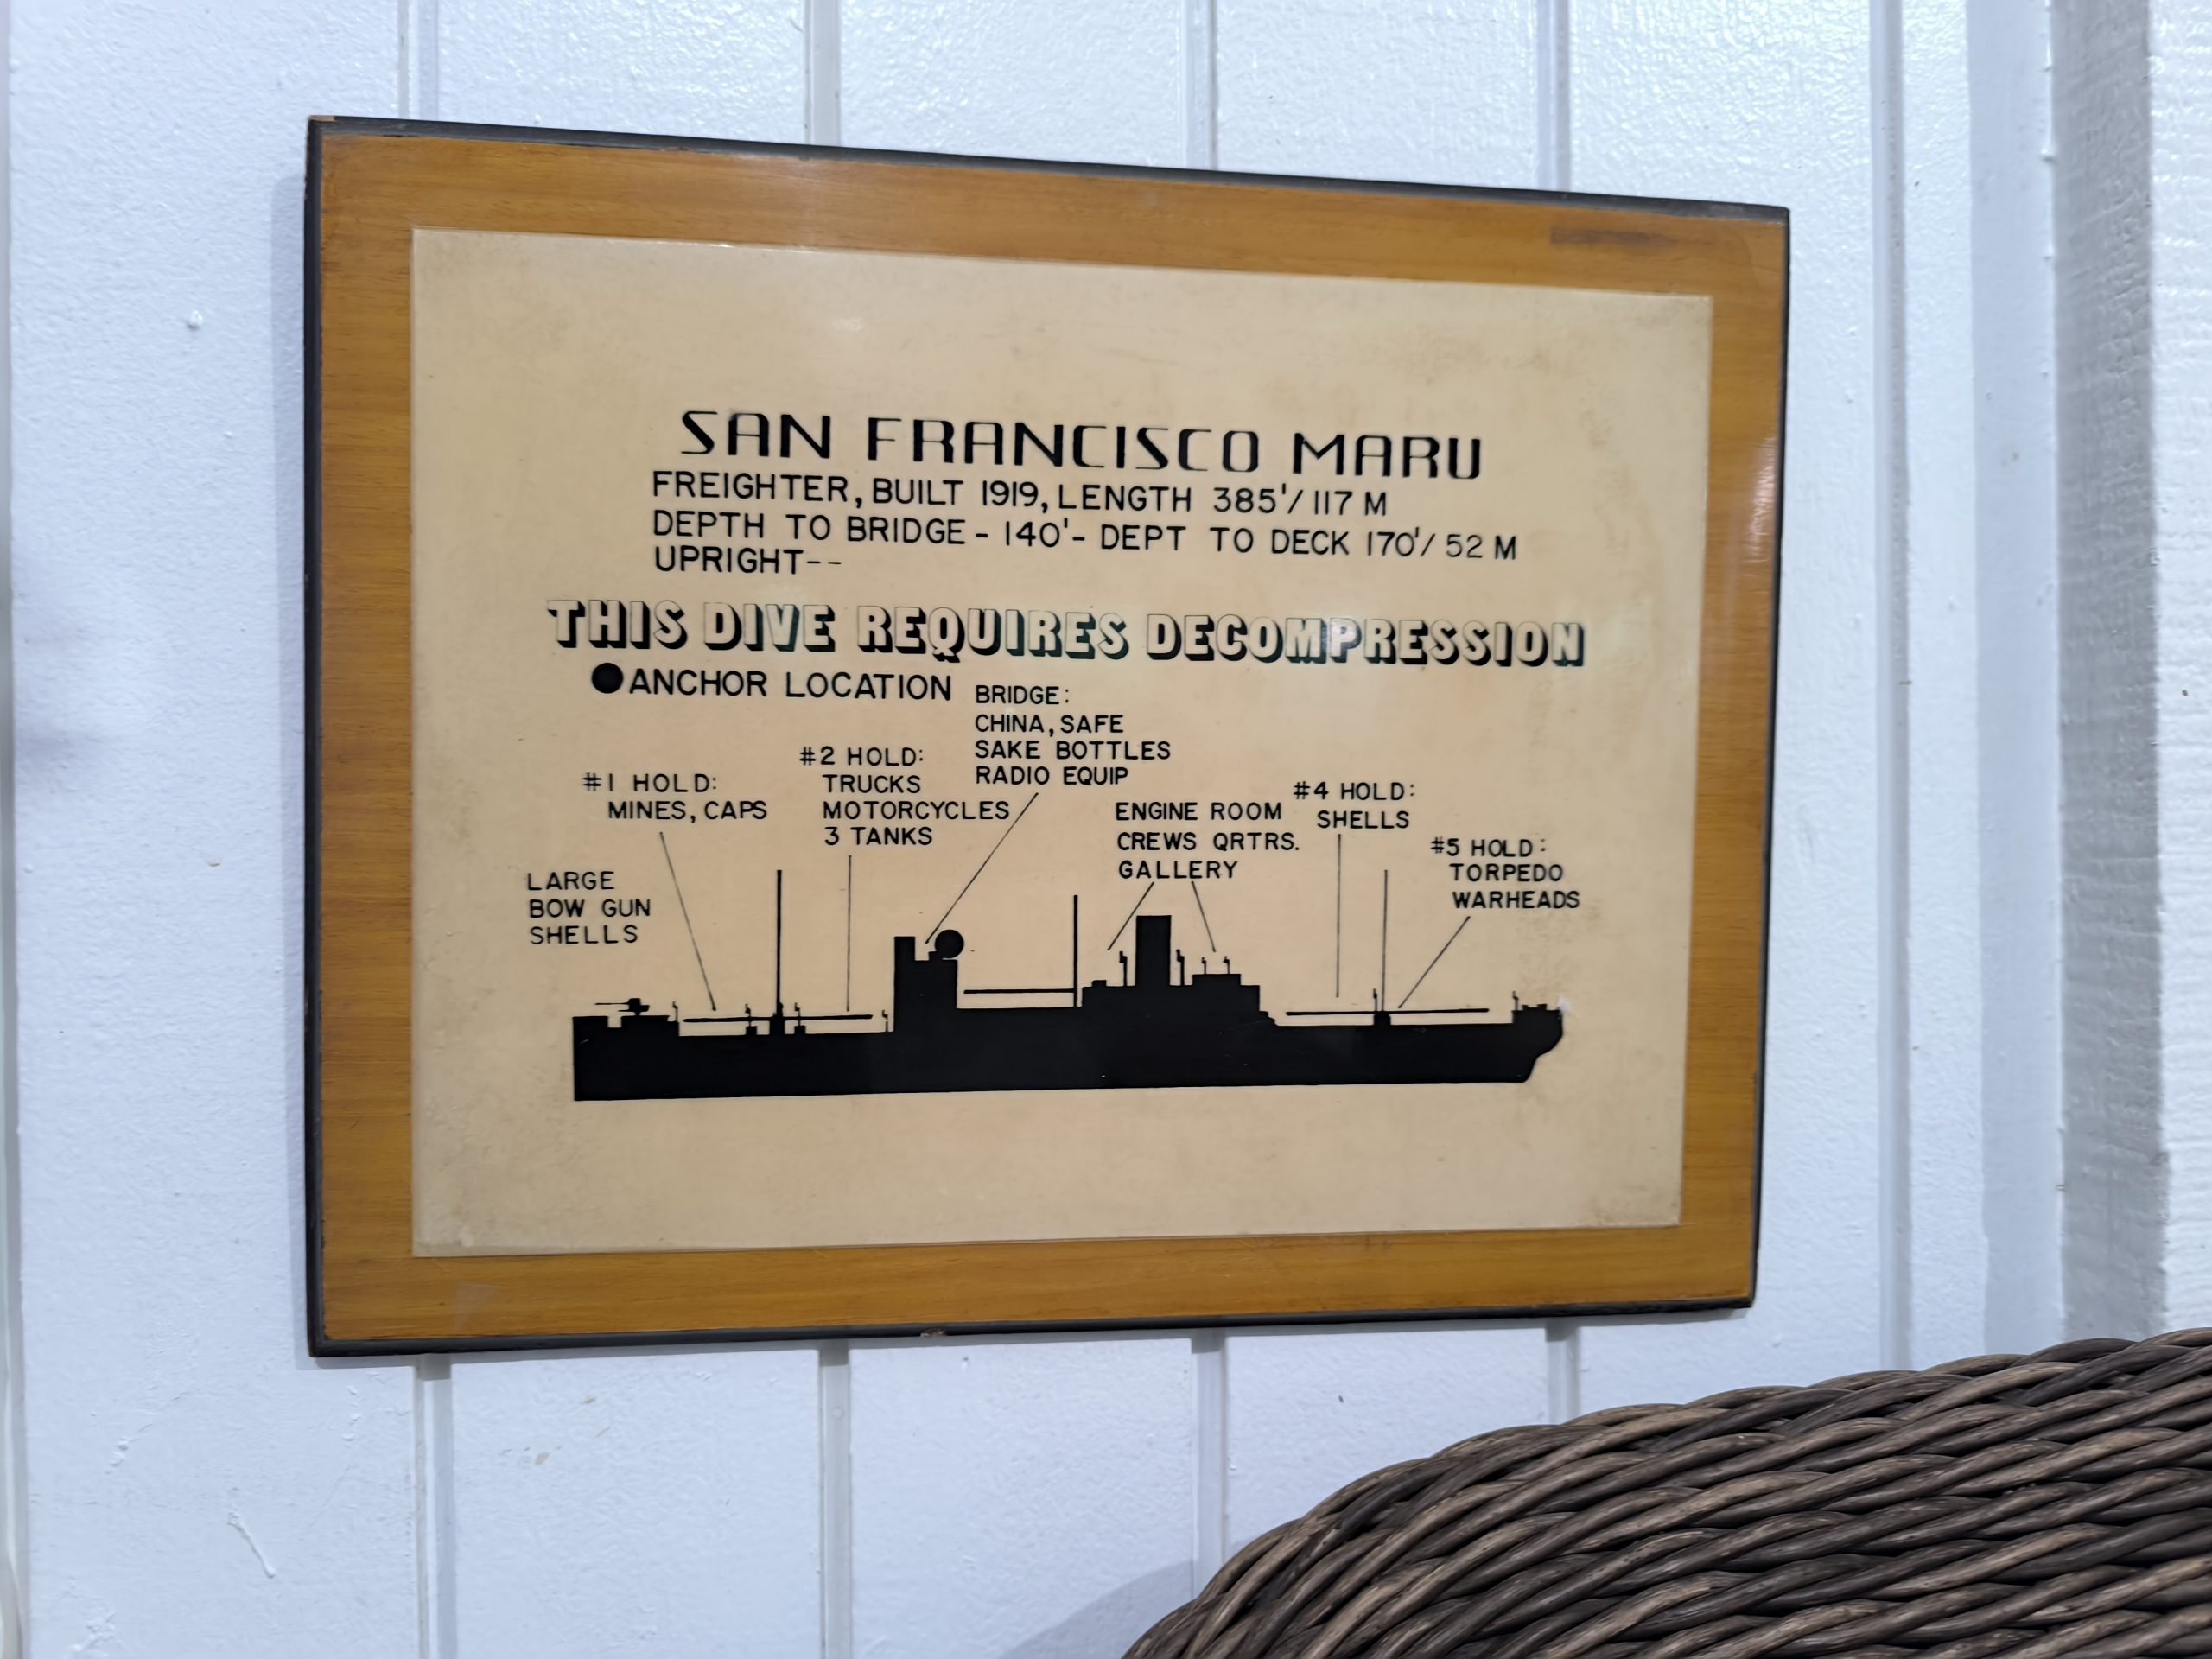 SAN FRANCISCO MARU
FREIGHTER, BUILT 1919, LENGTH 385'/117 M
DEPTH TO BRIDGE - 140'- DEPT TO DECK 170'/52 M
UPRIGHT--
THIS DIVE REQUIRES DECOMPRESSION
ANCHOR LOCATION
BRIDGE:
CHINA, SAFE
SAKE BOTTLES
RADIO EQUIP
#2 HOLD:
TRUCKS
MOTORCYCLES
3 TANKS
#1 HOLD:
MINES, CAPS
LARGE
BOW GUN
SHELLS
ENGINE ROOM
CREWS QRTRS.
GALLERY
#4 HOLD:
SHELLS
#5 HOLD:
TORPEDO
WARHEADS